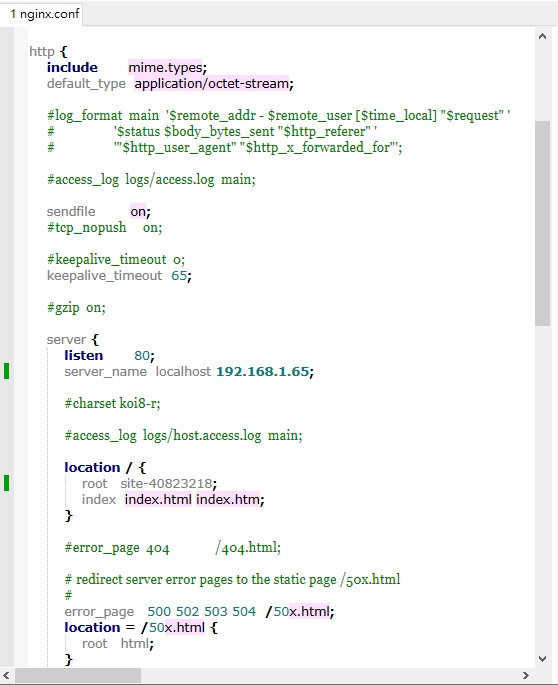 1 nginx.conf
http {
include mime.types;
default_type application/octet-stream;
#log_format main '$remote_addr - $remote_user [$time_local] "$request" '
# '$status $body_bytes_sent "$http_referer" '
# '"$http_user_agent" "$http_x_forwarded_for"';
#access_log logs/access.log main;
sendfile on;
#tcp_nopush on;
#keepalive_timeout 0;
keepalive_timeout 65;
#gzip on;
server {
listen 80;
server_name localhost 192.168.1.65;
#charset koi8-r;
#access_log logs/host.access.log main;
location / {
root site-40823218;
index index.html index.htm;
}
#error_page 404 /404.html;
# redirect server error pages to the static page /50x.html
#
error_page 500 502 503 504 /50x.html;
location = /50x.html {
root html;
}